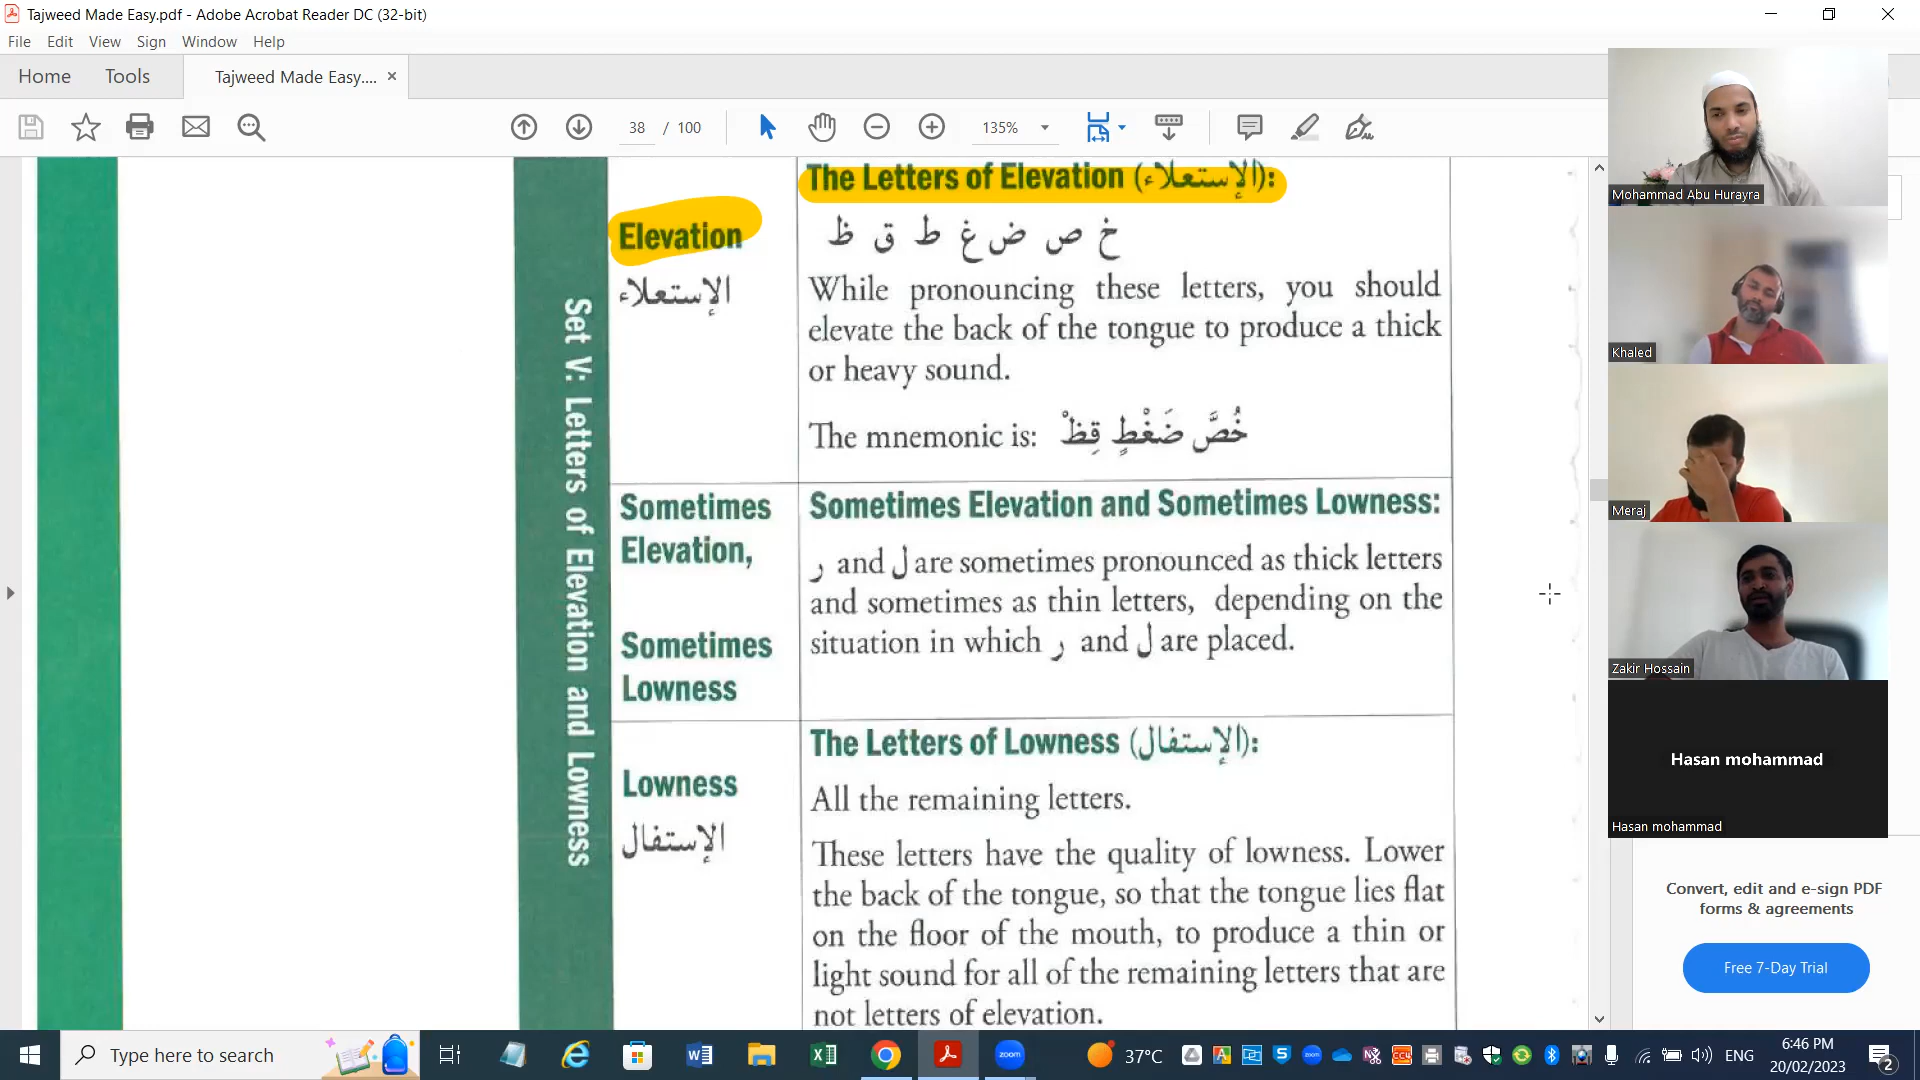 Tajweed Made Easy.pdf - Adobe Acrobat Reader DC (32-bit)
File Edit View Sign Window Help
Home Tools Tajweed Made Easy.... ×
38 / 100 135%
Set V: Letters of Elevation and Lowness
Elevation
الإستعلاء
The Letters of Elevation (الإستعلاء):
خ ص ض غ ط ق ظ
While pronouncing these letters, you should
elevate the back of the tongue to produce a thick
or heavy sound.
The mnemonic is: خُصَّ ضَغْطٍ قِظْ
Sometimes
Elevation,
Sometimes
Lowness
Sometimes Elevation and Sometimes Lowness:
ر and ل are sometimes pronounced as thick letters
and sometimes as thin letters, depending on the
situation in which ر and ل are placed.
Lowness
الإستفال
The Letters of Lowness (الإستفال):
All the remaining letters.
These letters have the quality of lowness. Lower
the back of the tongue, so that the tongue lies flat
on the floor of the mouth, to produce a thin or
light sound for all of the remaining letters that are
not letters of elevation.
Mohammad Abu Hurayra
Khaled
Meraj
Zakir Hossain
Hasan mohammad
Hasan mohammad
Convert, edit and e-sign PDF
forms & agreements
Free 7-Day Trial
Type here to search
zoom
37°C
ENG
6:46 PM
20/02/2023
2